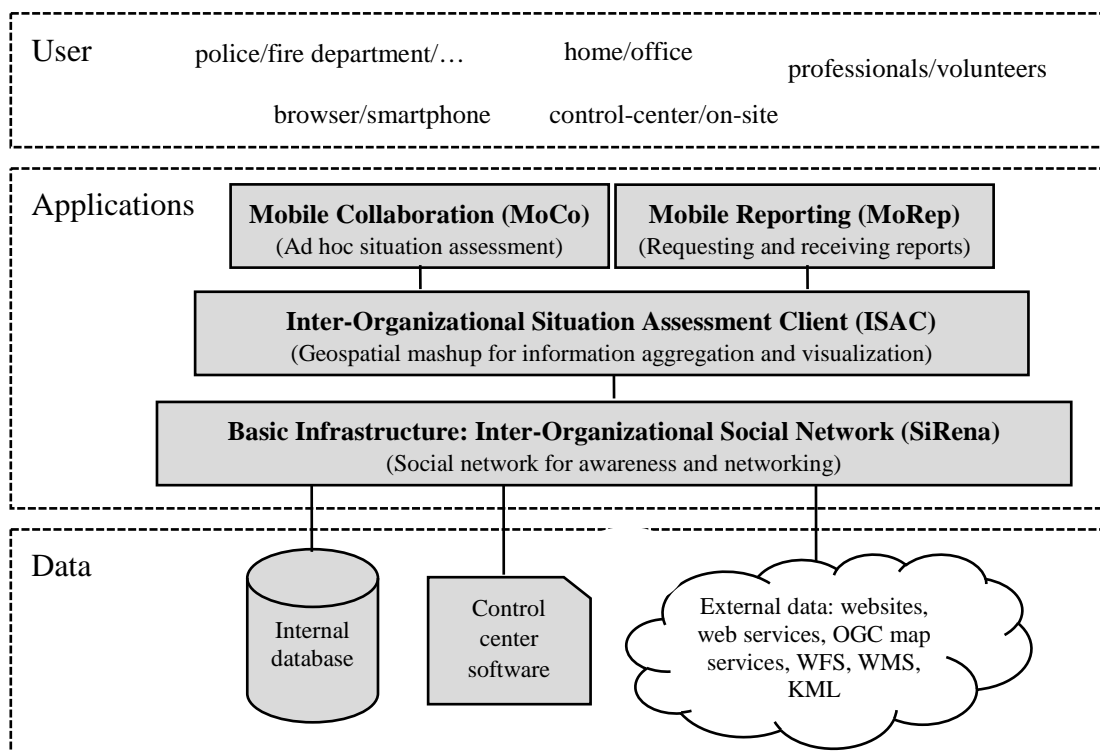 User
police/fire department/…
home/office
professionals/volunteers
browser/smartphone
control-center/on-site
Applications
Mobile Collaboration (MoCo)
(Ad hoc situation assessment)
Mobile Reporting (MoRep)
(Requesting and receiving reports)
Inter-Organizational Situation Assessment Client (ISAC)
(Geospatial mashup for information aggregation and visualization)
Basic Infrastructure: Inter-Organizational Social Network (SiRena)
(Social network for awareness and networking)
Data
Internal
database
Control
center
software
External data: websites,
web services, OGC map
services, WFS, WMS,
KML